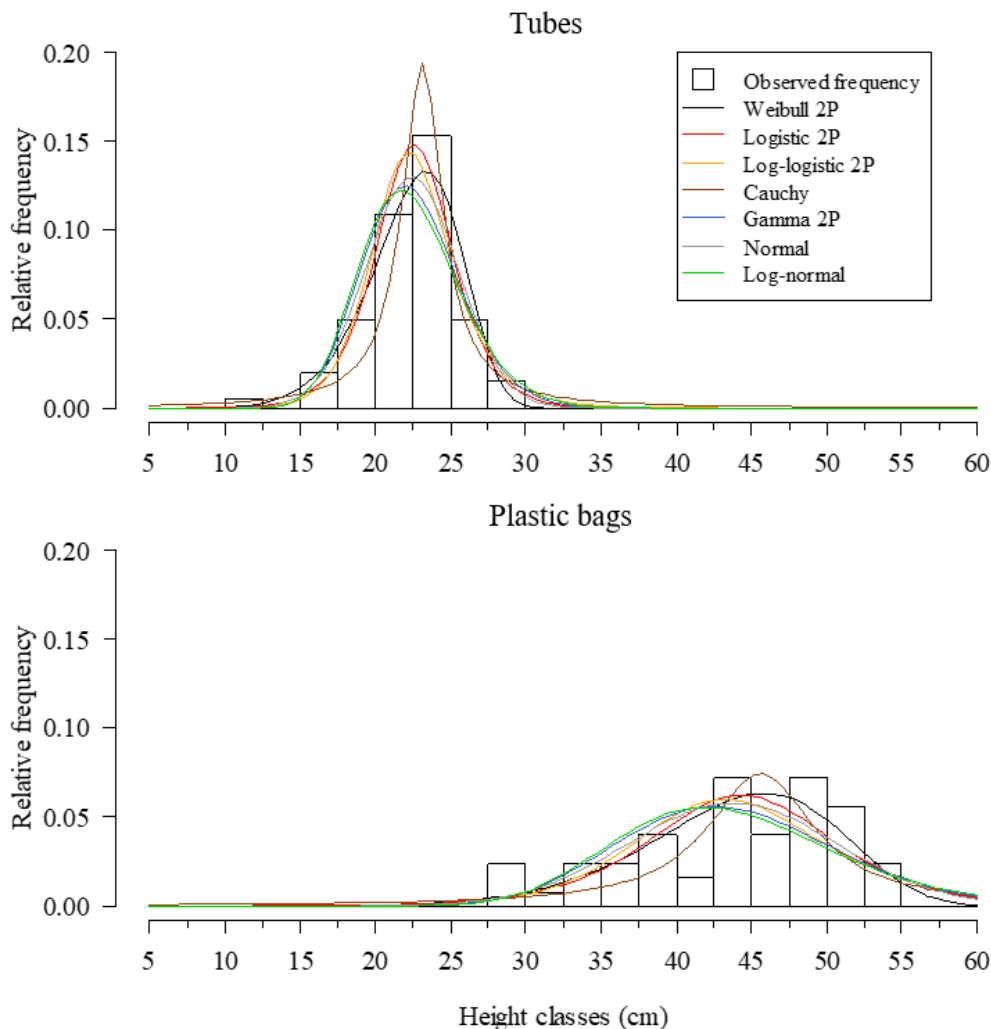 Tubes
Relative frequency
0.20
0.15
0.10
0.05
0.00
5 10 15 20 25 30 35 40 45 50 55 60
Observed frequency
Weibull 2P
Logistic 2P
Log-logistic 2P
Cauchy
Gamma 2P
Normal
Log-normal
Plastic bags
Relative frequency
0.20
0.15
0.10
0.05
0.00
5 10 15 20 25 30 35 40 45 50 55 60
Height classes (cm)